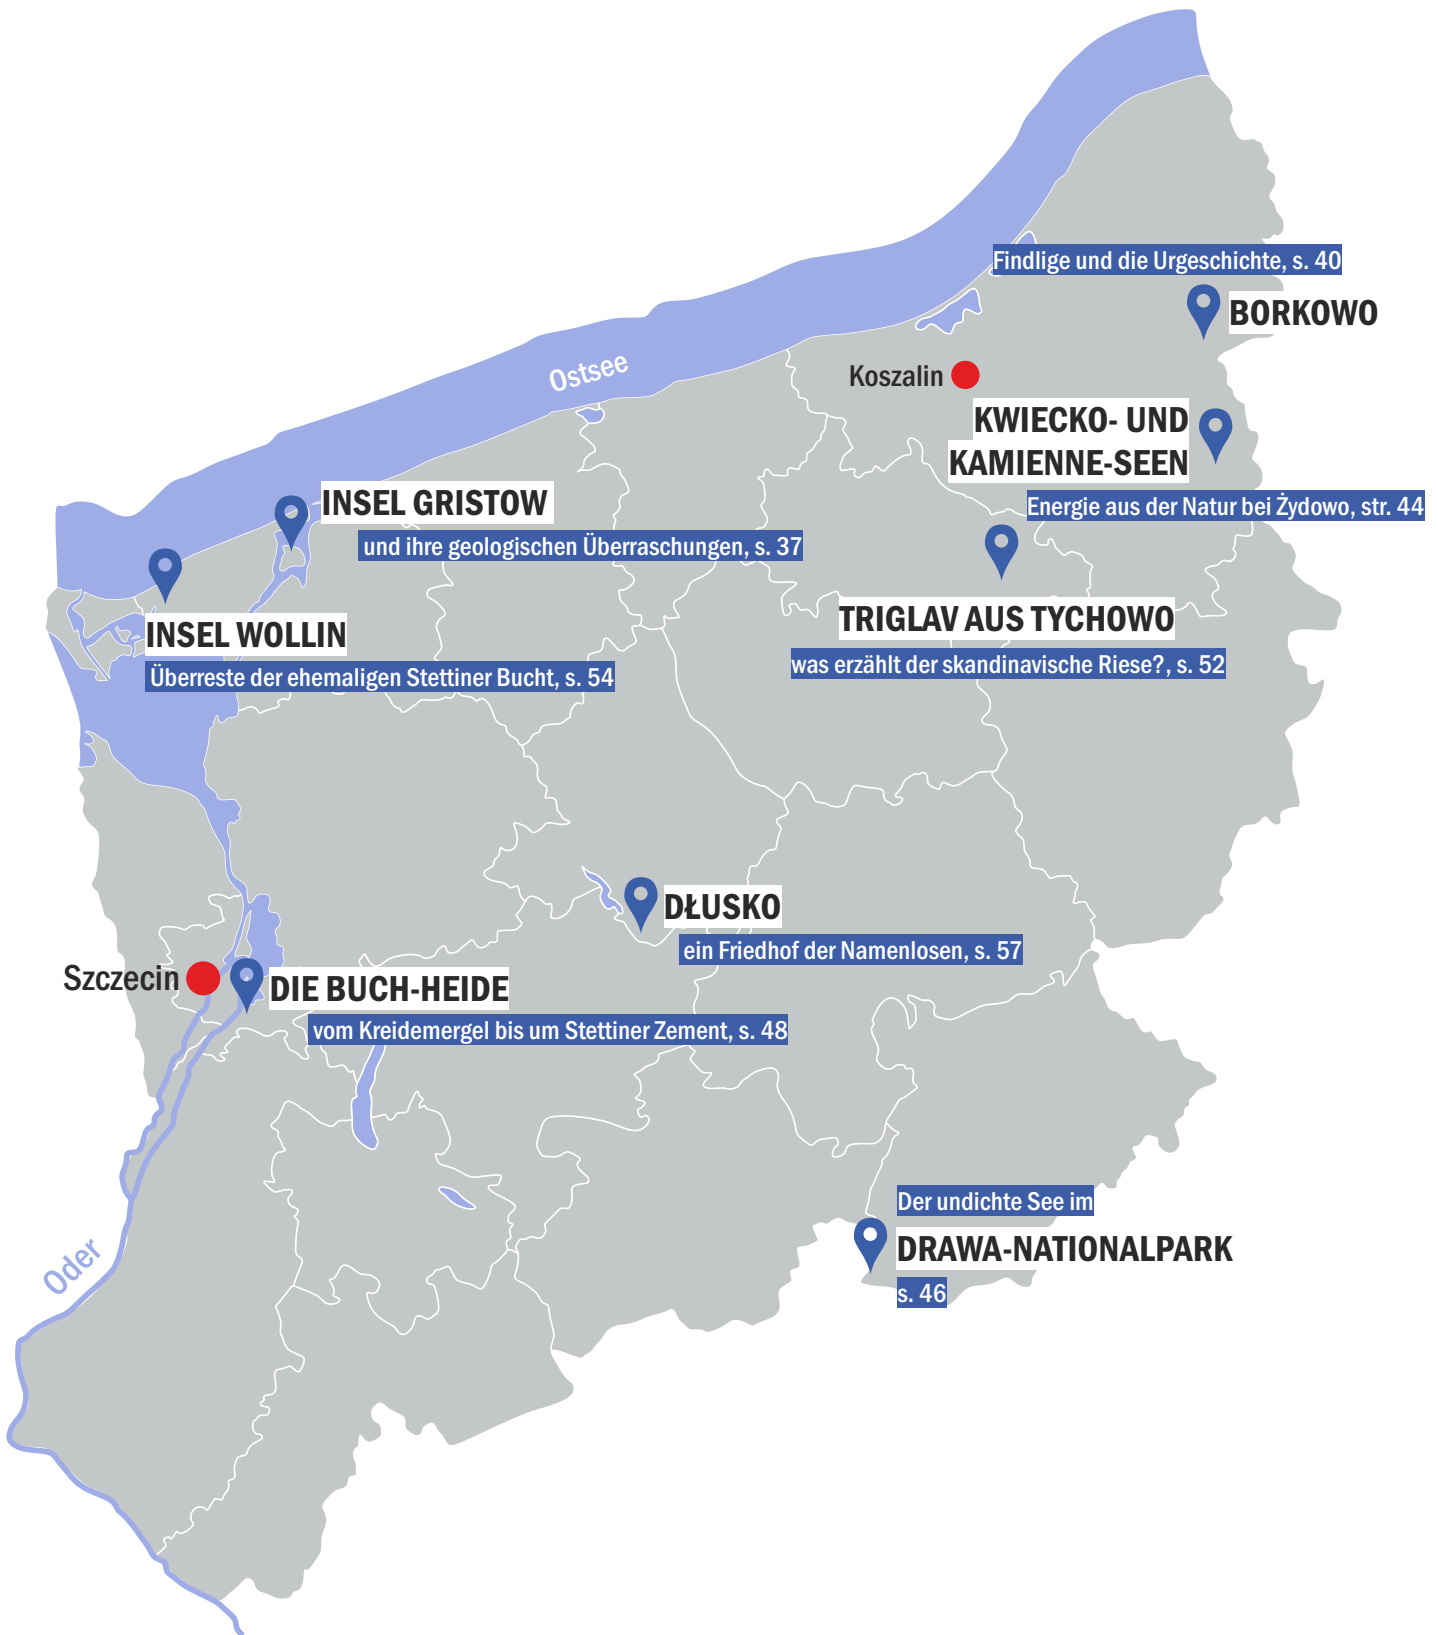 Findlige und die Urgeschichte, s. 40
BORKOWO
Ostsee
Koszalin
KWIECKO- UND
KAMIENNE-SEEN
Energie aus der Natur bei Żydowo, str. 44
INSEL GRISTOW
und ihre geologischen Überraschungen, s. 37
TRIGLAV AUS TYCHOWO
was erzählt der skandinavische Riese?, s. 52
INSEL WOLLIN
Überreste der ehemaligen Stettiner Bucht, s. 54
DŁUSKO
ein Friedhof der Namenlosen, s. 57
Szczecin
DIE BUCH-HEIDE
vom Kreidemergel bis um Stettiner Zement, s. 48
Der undichte See im
DRAWA-NATIONALPARK
s. 46
Oder